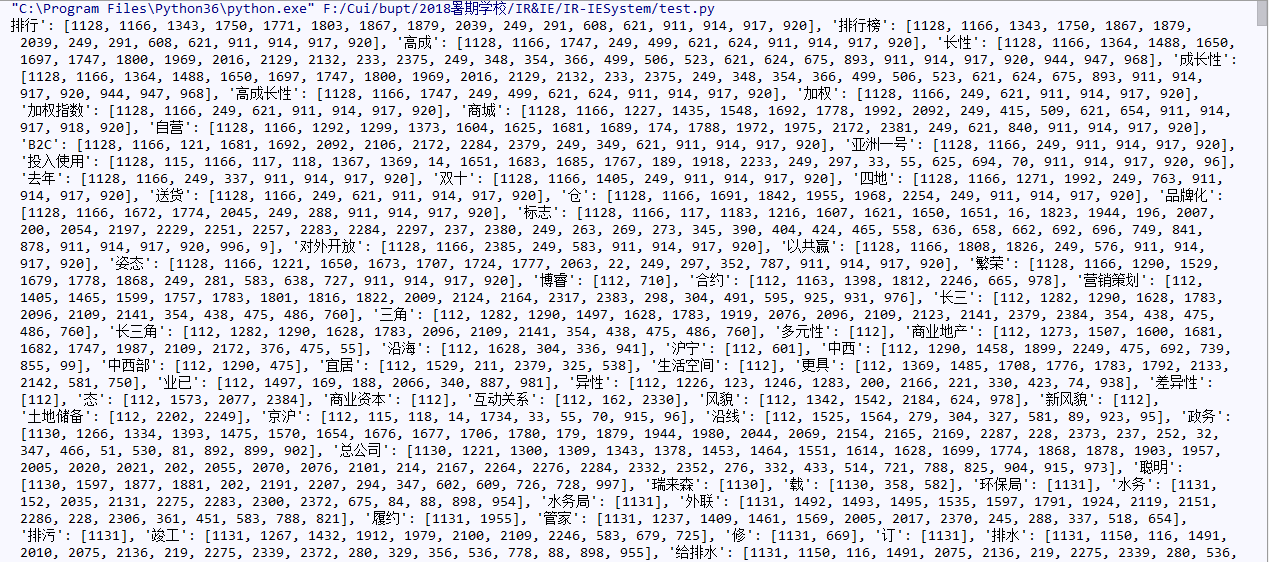 "C:\Program Files\Python36\python.exe" F:/Cui/bupt/2018暑期学校/IR&IE/IR-IESystem/test.py
排行': [1128, 1166, 1343, 1750, 1771, 1803, 1867, 1879, 2039, 249, 291, 608, 621, 911, 914, 917, 920], '排行榜': [1128, 1166, 1343, 1750, 1867, 1879,
2039, 249, 291, 608, 621, 911, 914, 917, 920], '高成': [1128, 1166, 1747, 249, 499, 621, 624, 911, 914, 917, 920], '长性': [1128, 1166, 1364, 1488, 1650,
1697, 1747, 1800, 1969, 2016, 2129, 2132, 233, 2375, 249, 348, 354, 366, 499, 506, 523, 621, 624, 675, 893, 911, 914, 917, 920, 944, 947, 968], '成长性':
[1128, 1166, 1364, 1488, 1650, 1697, 1747, 1800, 1969, 2016, 2129, 2132, 233, 2375, 249, 348, 354, 366, 499, 506, 523, 621, 624, 675, 893, 911, 914,
917, 920, 944, 947, 968], '高成长性': [1128, 1166, 1747, 249, 499, 621, 624, 911, 914, 917, 920], '加权': [1128, 1166, 249, 621, 911, 914, 917, 920],
'加权指数': [1128, 1166, 249, 621, 911, 914, 917, 920], '商城': [1128, 1166, 1227, 1435, 1548, 1692, 1778, 1992, 2092, 249, 415, 509, 621, 654, 911, 914,
917, 918, 920], '自营': [1128, 1166, 1292, 1299, 1373, 1604, 1625, 1681, 1689, 174, 1788, 1972, 1975, 2172, 2381, 249, 621, 840, 911, 914, 917, 920],
'B2C': [1128, 1166, 121, 1681, 1692, 2092, 2106, 2172, 2284, 2379, 249, 349, 621, 911, 914, 917, 920], '亚洲一号': [1128, 1166, 249, 911, 914, 917, 920],
'投入使用': [1128, 115, 1166, 117, 118, 1367, 1369, 14, 1651, 1683, 1685, 1767, 189, 1918, 2233, 249, 297, 33, 55, 625, 694, 70, 911, 914, 917, 920, 96],
'去年': [1128, 1166, 249, 337, 911, 914, 917, 920], '双十': [1128, 1166, 1405, 249, 911, 914, 917, 920], '四地': [1128, 1166, 1271, 1992, 249, 763, 911,
914, 917, 920], '送货': [1128, 1166, 249, 621, 911, 914, 917, 920], '仓': [1128, 1166, 1691, 1842, 1955, 1968, 2254, 249, 911, 914, 917, 920], '品牌化':
[1128, 1166, 1672, 1774, 2045, 249, 288, 911, 914, 917, 920], '标志': [1128, 1166, 117, 1183, 1216, 1607, 1621, 1650, 1651, 16, 1823, 1944, 196, 2007,
200, 2054, 2197, 2229, 2251, 2257, 2283, 2284, 2297, 237, 2380, 249, 263, 269, 273, 345, 390, 404, 424, 465, 558, 636, 658, 662, 692, 696, 749, 841,
878, 911, 914, 917, 920, 996, 9], '对外开放': [1128, 1166, 2385, 249, 583, 911, 914, 917, 920], '以共赢': [1128, 1166, 1808, 1826, 249, 576, 911, 914,
917, 920], '姿态': [1128, 1166, 1221, 1650, 1673, 1707, 1724, 1777, 2063, 22, 249, 297, 352, 787, 911, 914, 917, 920], '繁荣': [1128, 1166, 1290, 1529,
1679, 1778, 1868, 249, 281, 583, 638, 727, 911, 914, 917, 920], '博睿': [112, 710], '合约': [112, 1163, 1398, 1812, 2246, 665, 978], '营销策划': [112,
1405, 1465, 1599, 1757, 1783, 1801, 1816, 1822, 2009, 2124, 2164, 2317, 2383, 298, 304, 491, 595, 925, 931, 976], '长三': [112, 1282, 1290, 1628, 1783,
2096, 2109, 2141, 354, 438, 475, 486, 760], '三角': [112, 1282, 1290, 1497, 1628, 1783, 1919, 2076, 2096, 2109, 2123, 2141, 2379, 2384, 354, 438, 475,
486, 760], '长三角': [112, 1282, 1290, 1628, 1783, 2096, 2109, 2141, 354, 438, 475, 486, 760], '多元性': [112], '商业地产': [112, 1273, 1507, 1600, 1681,
1682, 1747, 1987, 2109, 2172, 376, 475, 55], '沿海': [112, 1628, 304, 336, 941], '沪宁': [112, 601], '中西': [112, 1290, 1458, 1899, 2249, 475, 692, 739,
855, 99], '中西部': [112, 1290, 475], '宜居': [112, 1529, 211, 2379, 325, 538], '生活空间': [112], '更具': [112, 1369, 1485, 1708, 1776, 1783, 1792, 2133,
2142, 581, 750], '业已': [112, 1497, 169, 188, 2066, 340, 887, 981], '异性': [112, 1226, 123, 1246, 1283, 200, 2166, 221, 330, 423, 74, 938], '差异性':
[112], '态': [112, 1573, 2077, 2384], '商业资本': [112], '互动关系': [112, 162, 2330], '风貌': [112, 1342, 1542, 2184, 624, 978], '新风貌': [112],
'土地储备': [112, 2202, 2249], '京沪': [112, 115, 118, 14, 1734, 33, 55, 70, 915, 96], '沿线': [112, 1525, 1564, 279, 304, 327, 581, 89, 923, 95], '政务':
[1130, 1266, 1334, 1393, 1475, 1570, 1654, 1676, 1677, 1706, 1780, 179, 1879, 1944, 1980, 2044, 2069, 2154, 2165, 2169, 2287, 228, 2373, 237, 252, 32,
347, 466, 51, 530, 81, 892, 899, 902], '总公司': [1130, 1221, 1300, 1309, 1343, 1378, 1453, 1464, 1551, 1614, 1628, 1699, 1774, 1868, 1878, 1903, 1957,
2005, 2020, 2021, 202, 2055, 2070, 2076, 2101, 214, 2167, 2264, 2276, 2284, 2332, 2352, 276, 332, 433, 514, 721, 788, 825, 904, 915, 973], '聪明':
[1130, 1597, 1877, 1881, 202, 2191, 2207, 294, 347, 602, 609, 726, 728, 997], '瑞来森': [1130], '载': [1130, 358, 582], '环保局': [1131], '水务': [1131,
152, 2035, 2131, 2275, 2283, 2300, 2372, 675, 84, 88, 898, 954], '水务局': [1131], '外联': [1131, 1492, 1493, 1495, 1535, 1597, 1791, 1924, 2119, 2151,
2286, 228, 2306, 361, 451, 583, 788, 821], '履约': [1131, 1955], '管家': [1131, 1237, 1409, 1461, 1569, 2005, 2017, 2370, 245, 288, 337, 518, 654],
'排污': [1131], '竣工': [1131, 1267, 1432, 1912, 1979, 2100, 2109, 2246, 583, 679, 725], '修': [1131, 669], '订': [1131], '排水': [1131, 1150, 116, 1491,
2010, 2075, 2136, 219, 2275, 2339, 2372, 280, 329, 356, 536, 778, 88, 898, 955], '给排水': [1131, 1150, 116, 1491, 2075, 2136, 219, 2275, 2339, 280, 536,